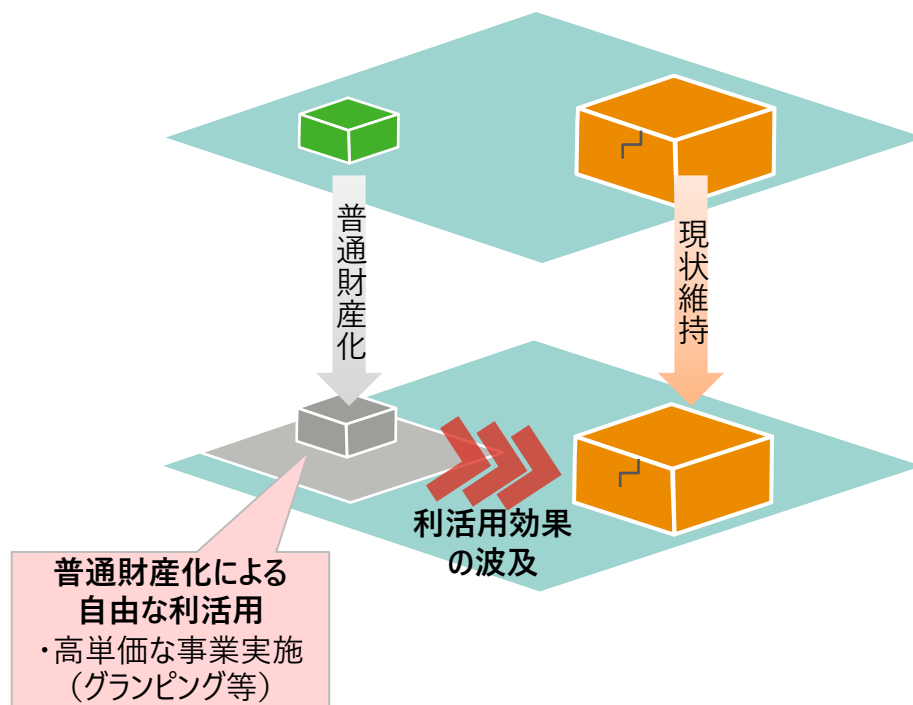 普通財産化
現状維持
利活用効果
の波及
普通財産化による
自由な利活用
・高単価な事業実施
（グランピング等）